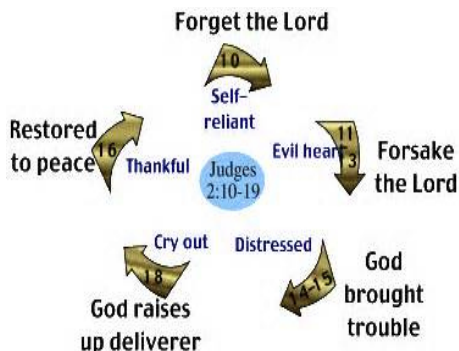 Forget the Lord
10
Self-
reliant
11
3
Evil heart
Forsake
the Lord
Distressed
14-15
God
brought
trouble
Cry out
18
God raises
up deliverer
Restored
to peace
16
Thankful
Judges
2:10-19